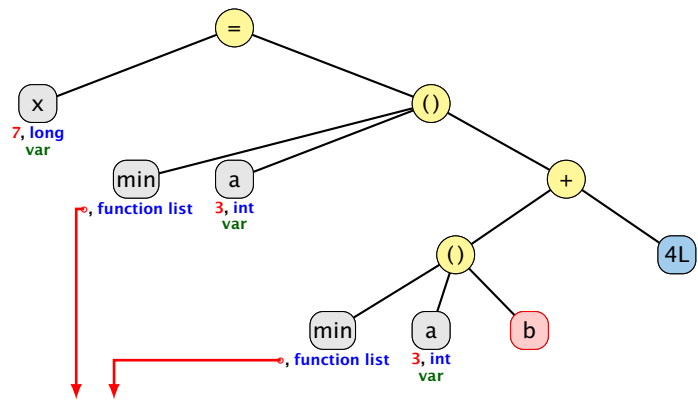 =
x
()
7, long
var
min
a
+
, function list
3, int
var
()
4L
min
a
b
, function list
3, int
var